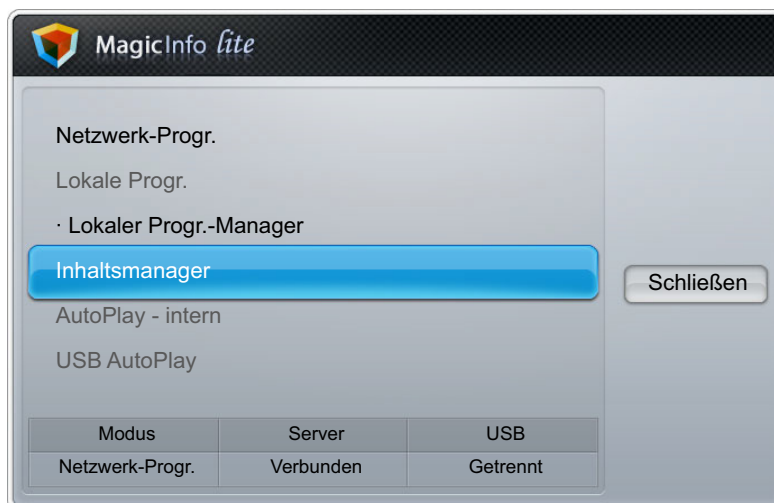 MagicInfo lite
Netzwerk-Progr.
Lokale Progr.
· Lokaler Progr.-Manager
Inhaltsmanager
AutoPlay - intern
USB AutoPlay
Schließen
Modus Server USB
Netzwerk-Progr. Verbunden Getrennt